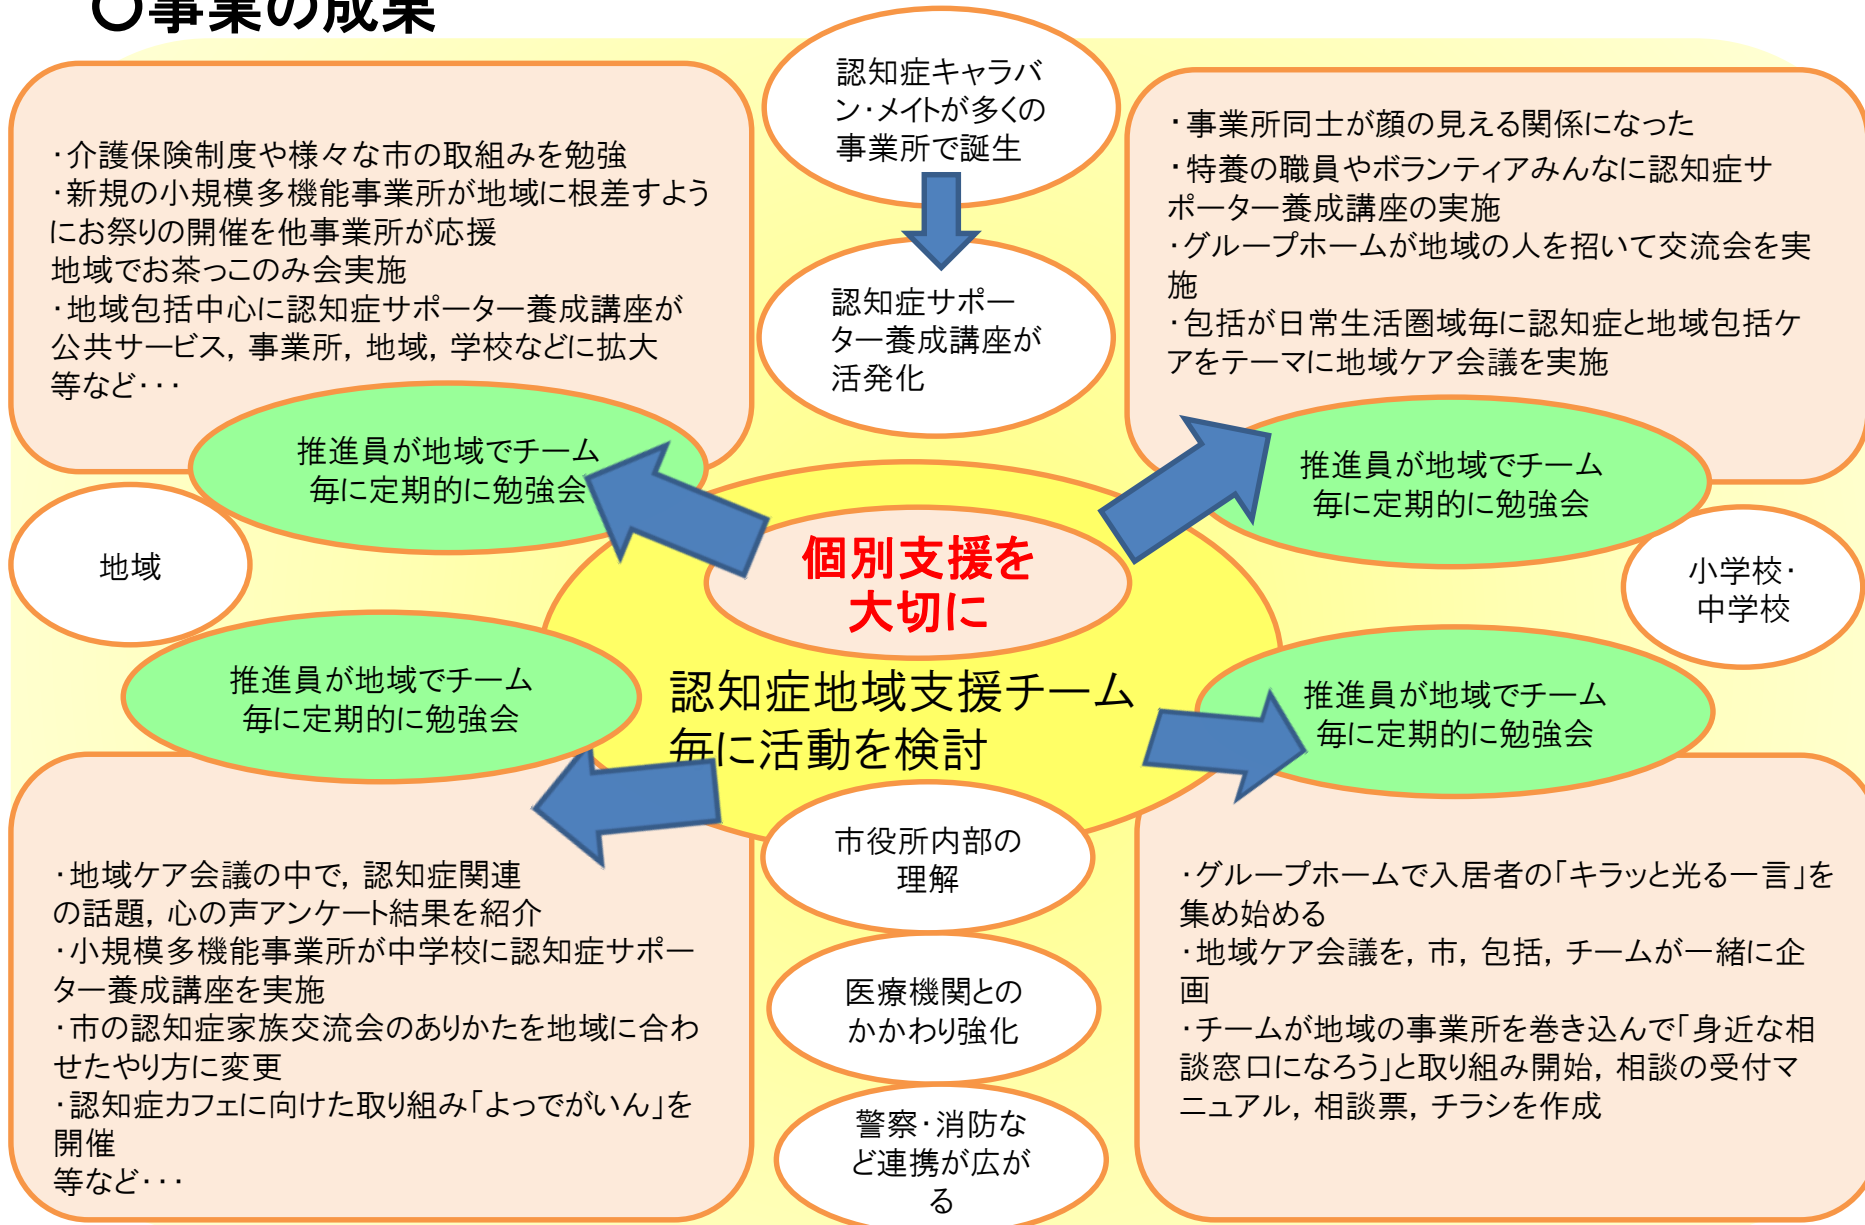 〇事業の成果
認知症キャラバ
ン・メイトが多くの
事業所で誕生
・介護保険制度や様々な市の取組みを勉強
・新規の小規模多機能事業所が地域に根差すよう
にお祭りの開催を他事業所が応援
地域でお茶っこのみ会実施
・地域包括中心に認知症サポーター養成講座が
公共サービス，事業所，地域，学校などに拡大
等など・・・
・事業所同士が顔の見える関係になった
・特養の職員やボランティアみんなに認知症サ
ポーター養成講座の実施
・グループホームが地域の人を招いて交流会を実
施
・包括が日常生活圏域毎に認知症と地域包括ケ
アをテーマに地域ケア会議を実施
認知症サポー
ター養成講座が
活発化
推進員が地域でチーム
毎に定期的に勉強会
推進員が地域でチーム
毎に定期的に勉強会
地域
個別支援を
大切に
小学校・
中学校
推進員が地域でチーム
毎に定期的に勉強会
認知症地域支援チーム
毎に活動を検討
推進員が地域でチーム
毎に定期的に勉強会
市役所内部の
理解
医療機関との
かかわり強化
警察・消防な
ど連携が広が
る
・地域ケア会議の中で，認知症関連
の話題，心の声アンケート結果を紹介
・小規模多機能事業所が中学校に認知症サポー
ター養成講座を実施
・市の認知症家族交流会のありかたを地域に合わ
せたやり方に変更
・認知症カフェに向けた取り組み「よってがいん」を
開催
等など・・・
・グループホームで入居者の「キラッと光る一言」を
集め始める
・地域ケア会議を，市，包括，チームが一緒に企
画
・チームが地域の事業所を巻き込んで「身近な相
談窓口になろう」と取り組み開始，相談の受付マ
ニュアル，相談票，チラシを作成